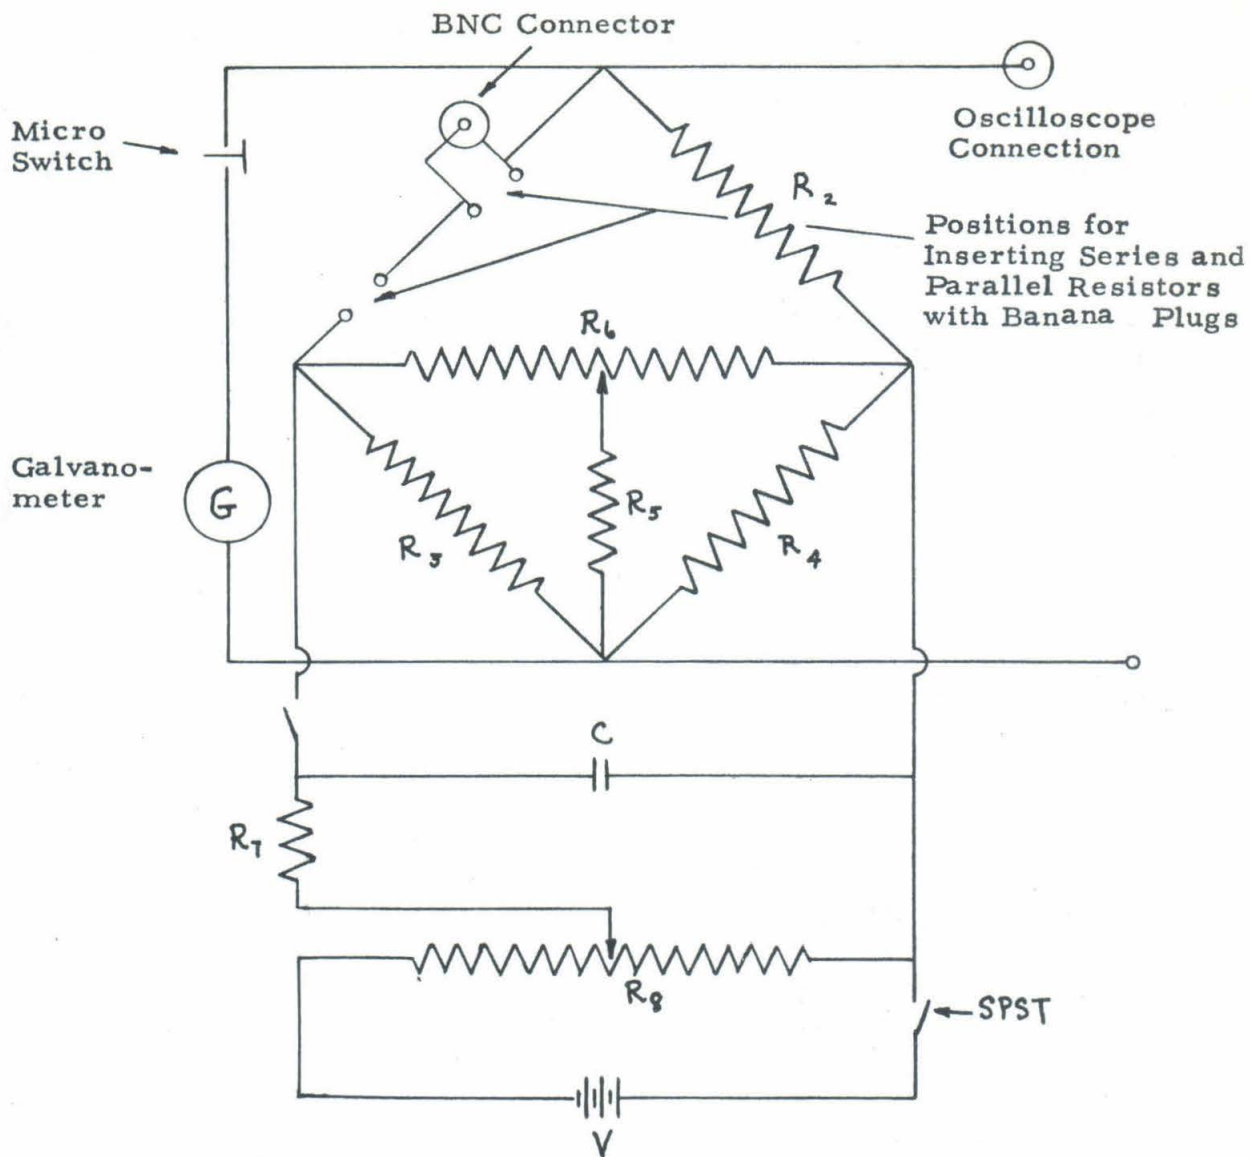 BNC Connector
Micro
Switch
Oscilloscope
Connection
R2
Positions for
Inserting Series and
Parallel Resistors
with Banana Plugs
R6
Galvano-
meter
G
R5
R3
R4
C
R7
R8
SPST
V